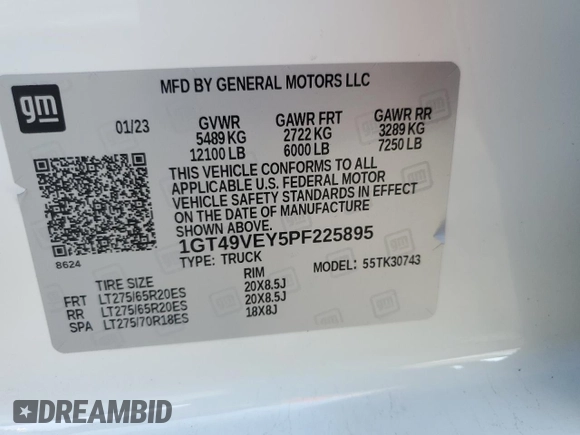 gm
MFD BY GENERAL MOTORS LLC
01/23
GVWR GAWR FRT GAWR RR
5489 KG 2722 KG 3289 KG
12100 LB 6000 LB 7250 LB
THIS VEHICLE CONFORMS TO ALL
APPLICABLE U.S. FEDERAL MOTOR
VEHICLE SAFETY STANDARDS IN EFFECT
ON THE DATE OF MANUFACTURE
SHOWN ABOVE.
1GT49VEY5PF225895
8624
TYPE: TRUCK MODEL: 55TK30743
TIRE SIZE RIM
FRT LT275/65R20ES 20X8.5J
RR LT275/65R20ES 20X8.5J
SPA LT275/70R18ES 18X8J
DREAMBID